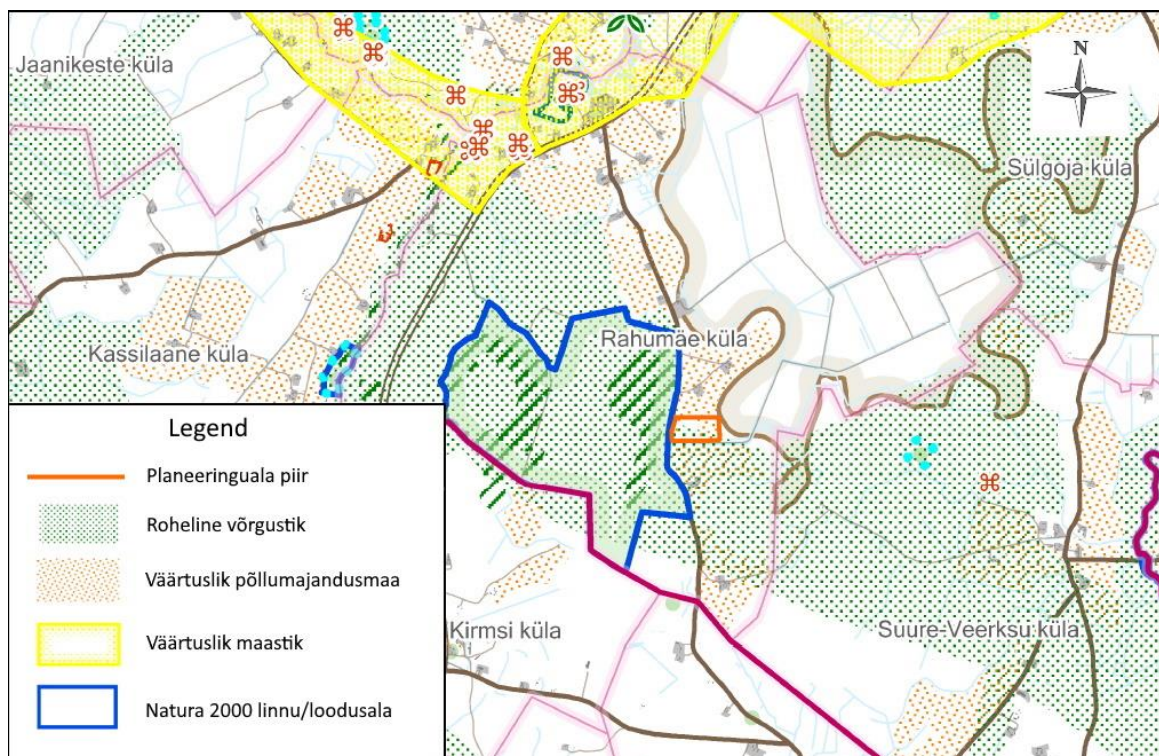 N
Jaanikeste küla
Sülgoja küla
Rahumäe küla
Kassilaane küla
Kirmsi küla
Suure-Veerksu küla
Legend
Planeeringuala piir
Roheline võrgustik
Väärtuslik põllumajandusmaa
Väärtuslik maastik
Natura 2000 linnu/loodusala